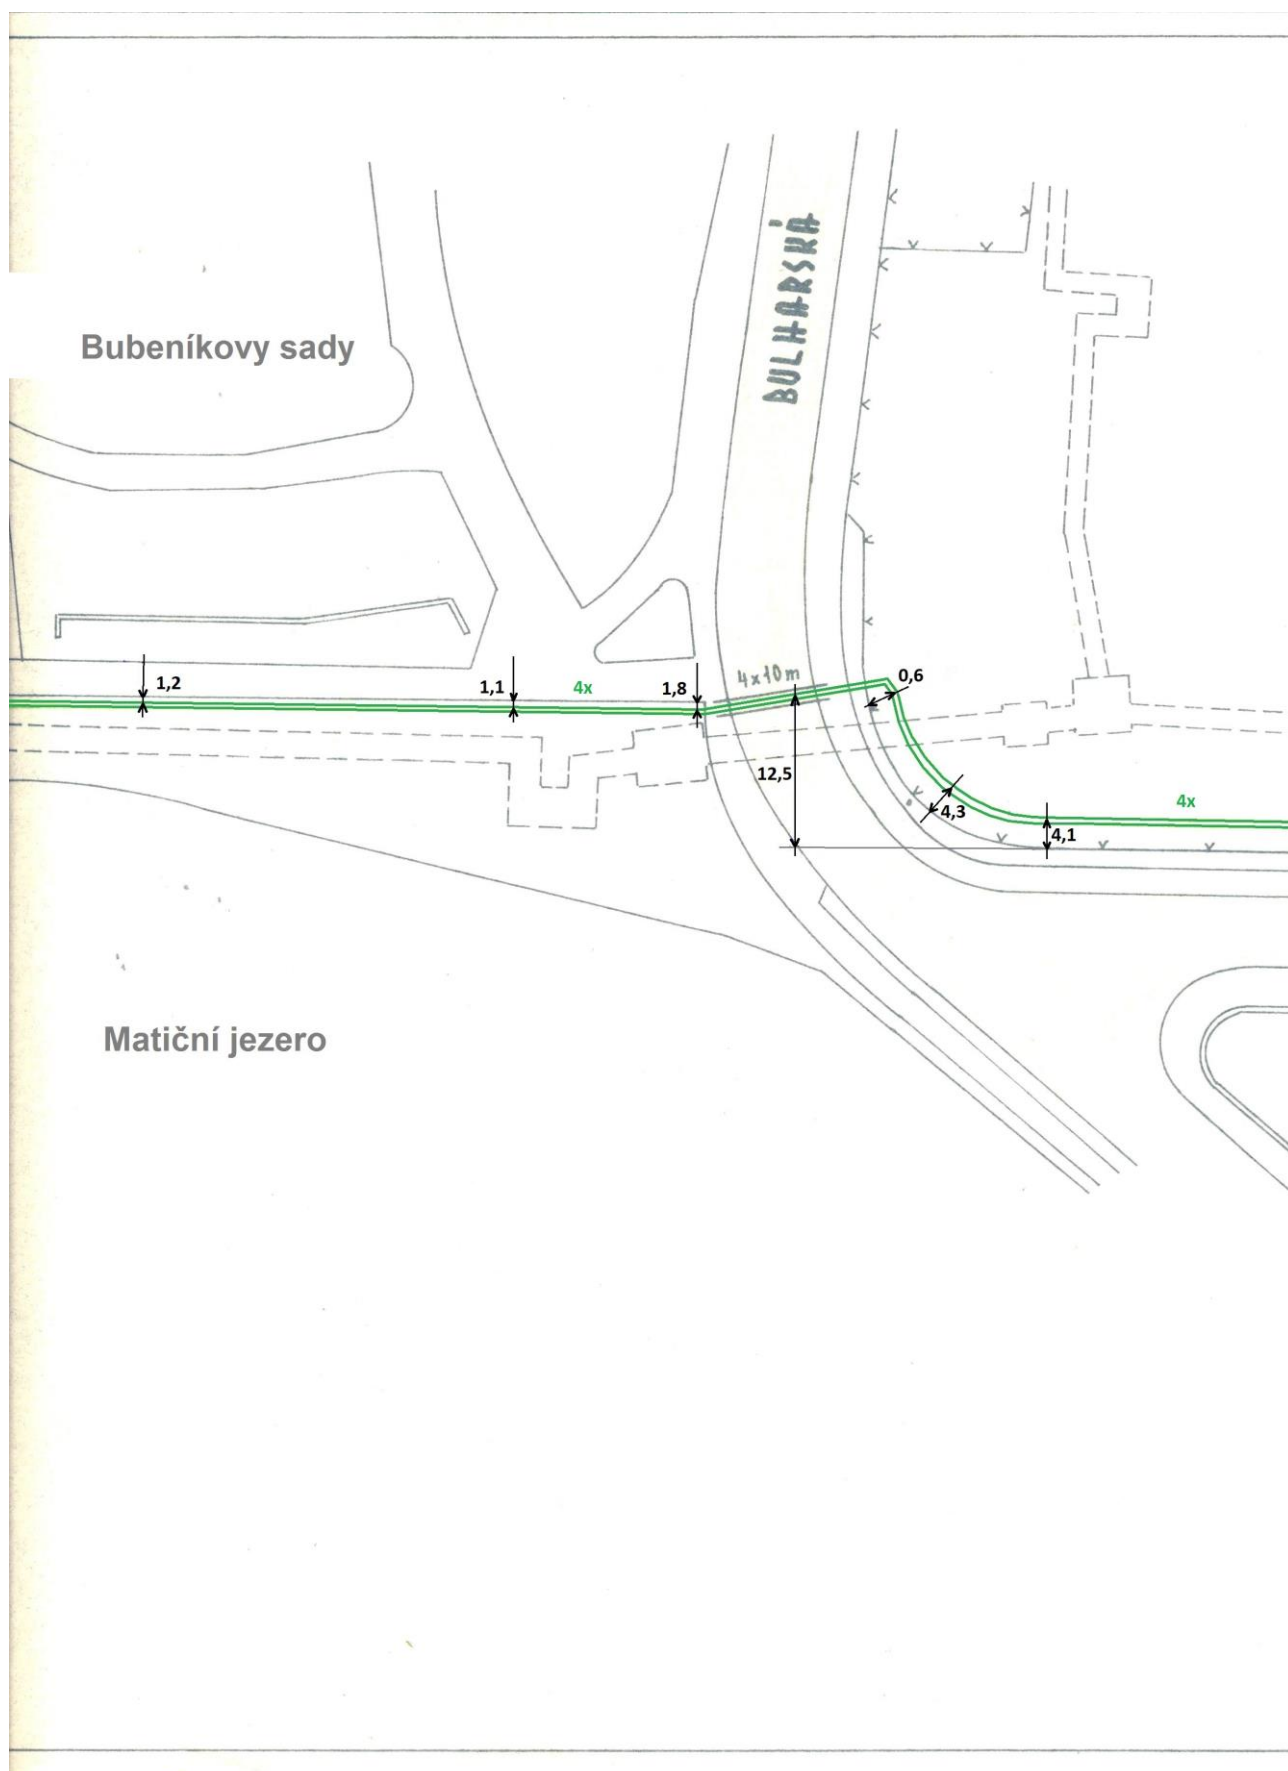 BULHARSKÁ
Bubeníkovy sady
1,2
1,1
4x
1,8
4x10m
0,6
12,5
4,3
4x
4,1
Matiční jezero